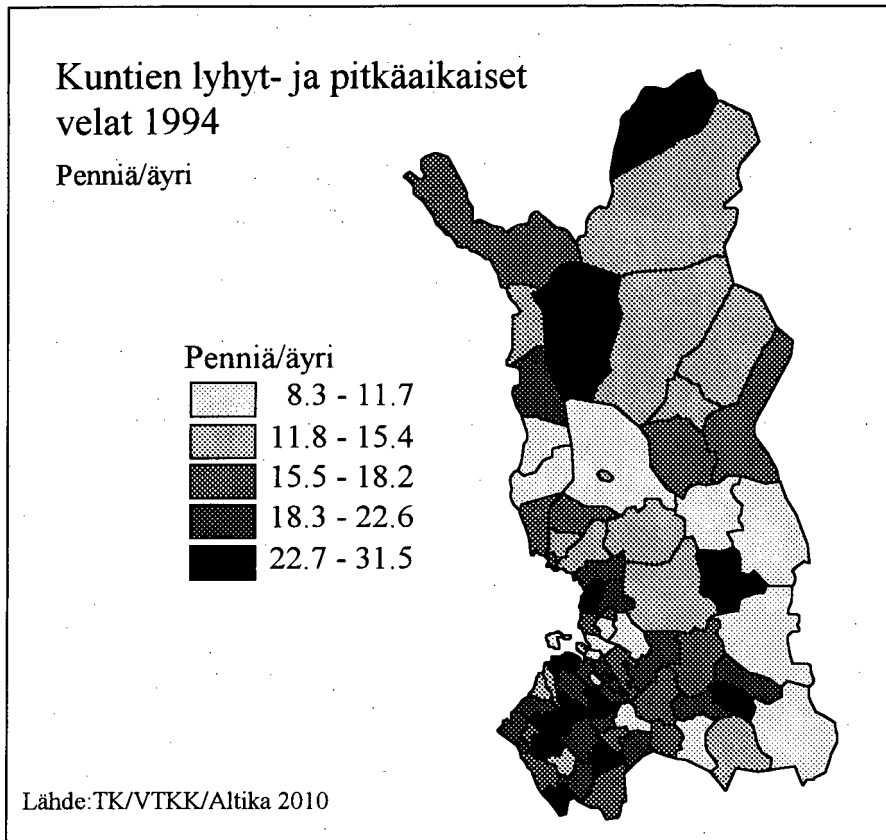 Kuntien lyhyt- ja pitkäaikaiset
velat 1994
Penniä/äyri
Penniä/äyri
8.3 - 11.7
11.8 - 15.4
15.5 - 18.2
18.3 - 22.6
22.7 - 31.5
Lähde:TK/VTKK/Altika 2010